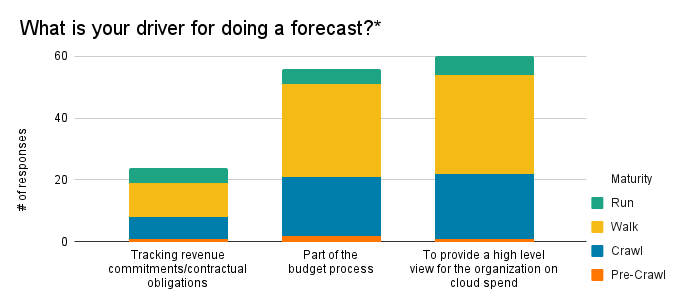 What is your driver for doing a forecast?*
60
40
20
0
# of responses
Tracking revenue
commitments/contractual
obligations
Part of the
budget process
To provide a high level
view for the organization on
cloud spend
Maturity
Run
Walk
Crawl
Pre-Crawl